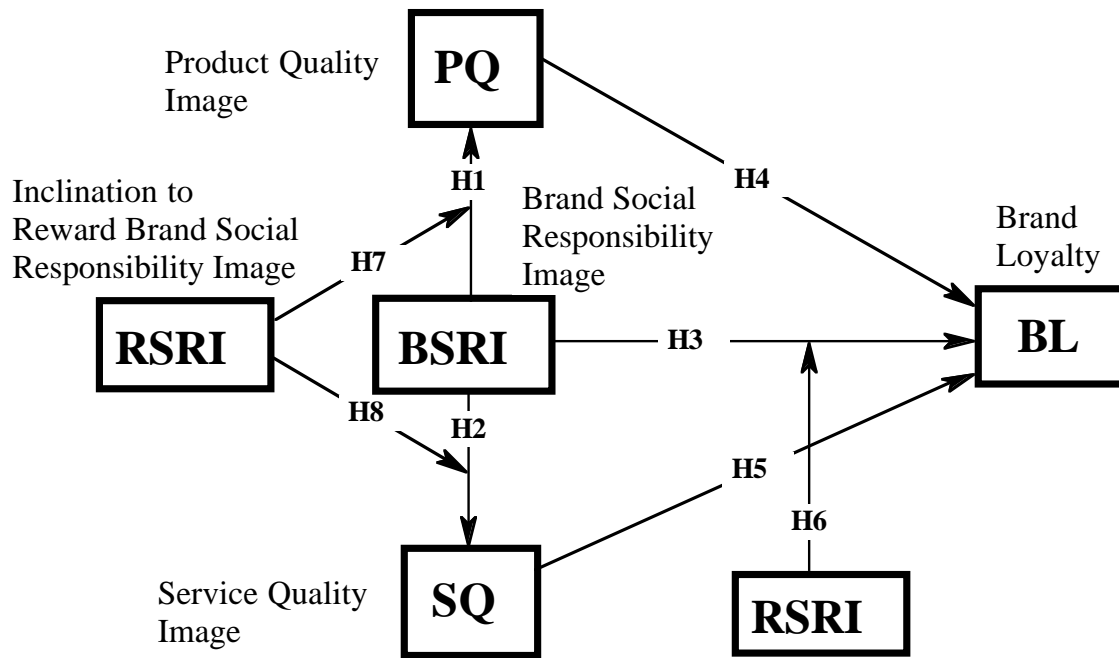 Product Quality
Image
PQ
H1
H4
Inclination to
Reward Brand Social
Responsibility Image
H7
Brand Social
Responsibility
Image
Brand
Loyalty
RSRI
BSRI
H3
BL
H8
H2
H5
H6
Service Quality
Image
SQ
RSRI